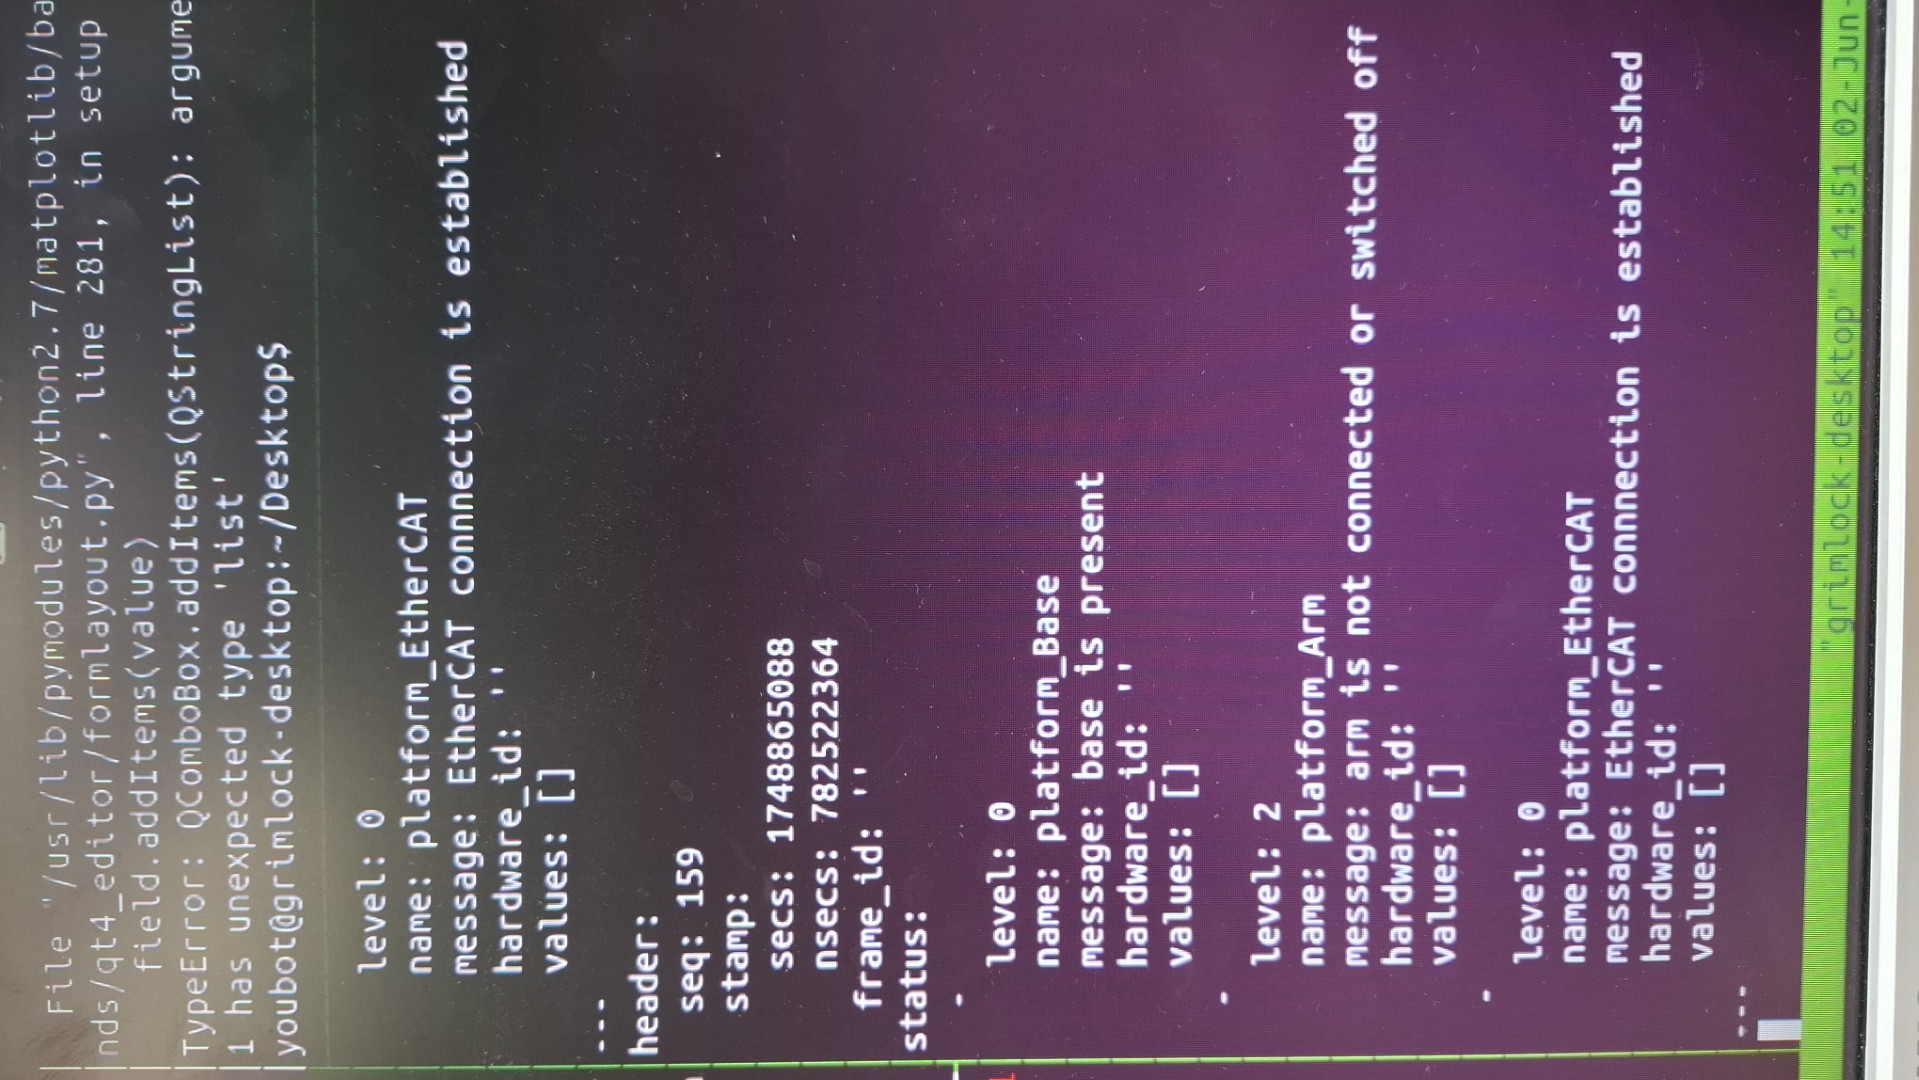 File "/usr/lib/pymodules/python2.7/matplotlib/ba
nds/qt4_editor/formlayout.py", line 281, in setup
field.addItems(value)
TypeError: QComboBox.addItems(QStringList): argume
1 has unexpected type 'list'
youbot@grimlock-desktop:~/Desktop$
level: 0
name: platform_EtherCAT
message: EtherCAT connnection is established
hardware_id: ''
values: []
---
header:
seq: 159
stamp:
secs: 1748865088
nsecs: 782522364
frame_id: ''
status:
-
level: 0
name: platform_Base
message: base is present
hardware_id: ''
values: []
-
level: 2
name: platform_Arm
message: arm is not connected or switched off
hardware_id: ''
values: []
-
level: 0
name: platform_EtherCAT
message: EtherCAT connnection is established
hardware_id: ''
values: []
---
"grimlock-desktop" 14:51 02-Jun-